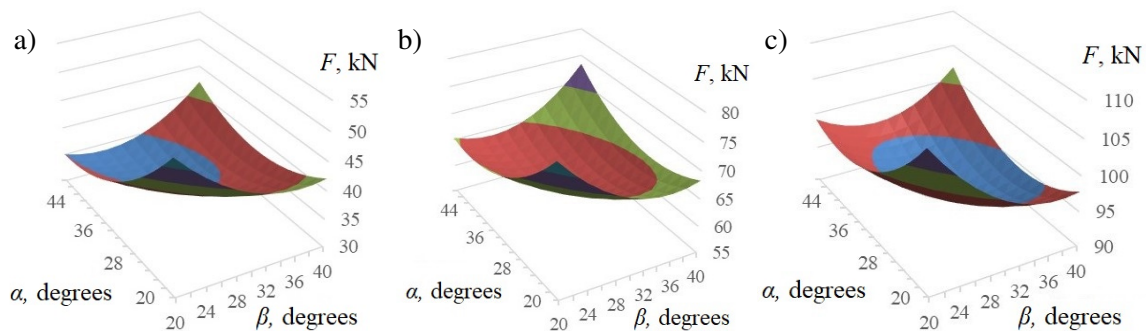 a)
F, kN
55
50
45
40
35
30
44
36
28
20
α, degrees
20 24 28 32 36 40
β, degrees
b)
F, kN
80
75
70
65
60
55
44
36
28
20
α, degrees
20 24 28 32 36 40
β, degrees
c)
F, kN
110
105
100
95
90
44
36
28
20
α, degrees
20 24 28 32 36 40
β, degrees